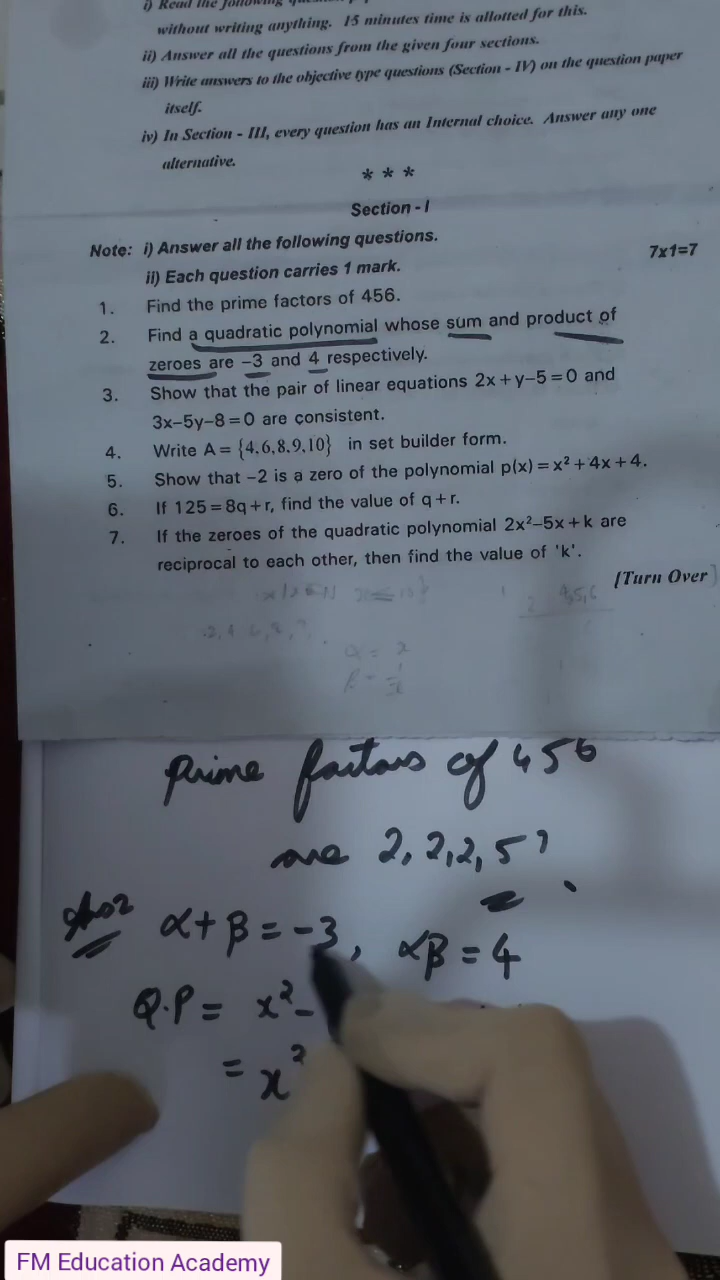 i) Read the following
without writing anything. 15 minutes time is allotted for this.
ii) Answer all the questions from the given four sections.
iii) Write answers to the objective type questions (Section - IV) on the question paper
itself.
iv) In Section - III, every question has an Internal choice. Answer any one
alternative.
* * *
Section - I
Note: i) Answer all the following questions. 7x1=7
ii) Each question carries 1 mark.
1. Find the prime factors of 456.
2. Find a quadratic polynomial whose sum and product of
zeroes are -3 and 4 respectively.
3. Show that the pair of linear equations 2x+y-5=0 and
3x-5y-8=0 are consistent.
4. Write A= {4,6,8,9,10} in set builder form.
5. Show that -2 is a zero of the polynomial p(x)=x²+4x+4.
6. If 125=8q+r, find the value of q+r.
7. If the zeroes of the quadratic polynomial 2x²-5x+k are
reciprocal to each other, then find the value of 'k'.
[Turn Over]
prime factors of 456
are 2, 2, 2, 57
Ans2 α+β=-3, αβ=4
Q.P= x²-
= x²
FM Education Academy